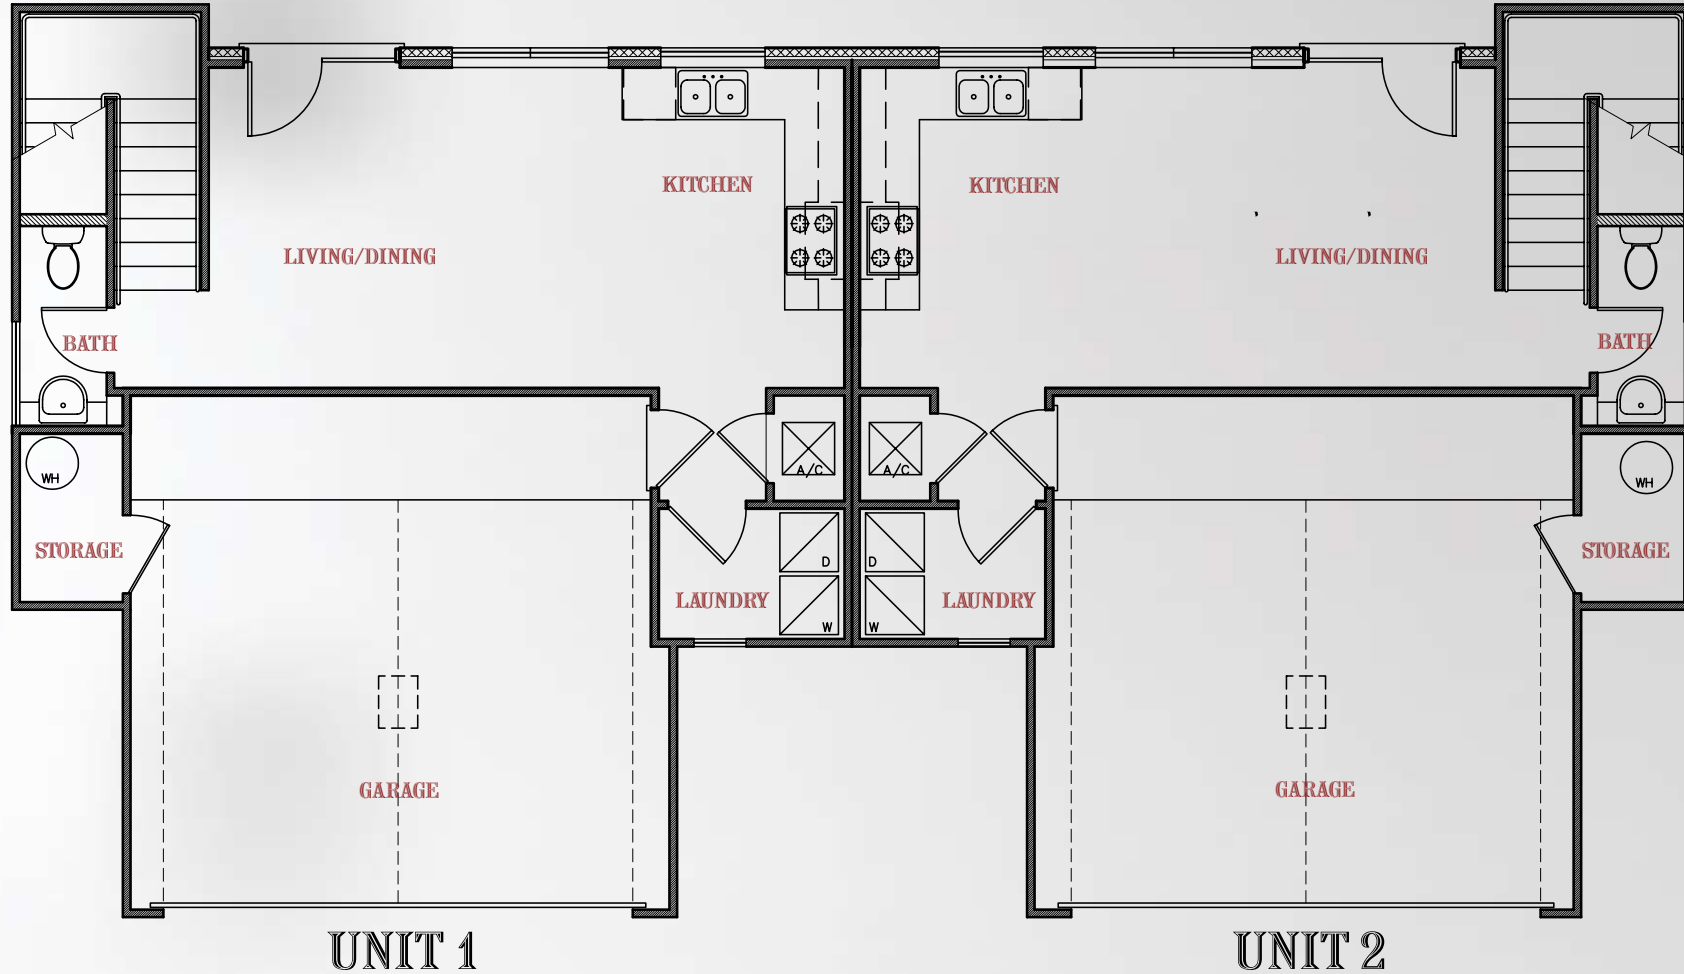 KITCHEN
KITCHEN
LIVING/DINING
LIVING/DINING
BATH
BATH
A/C
A/C
WH
WH
STORAGE
D
D
STORAGE
LAUNDRY
LAUNDRY
W
W
GARAGE
GARAGE
UNIT 1
UNIT 2